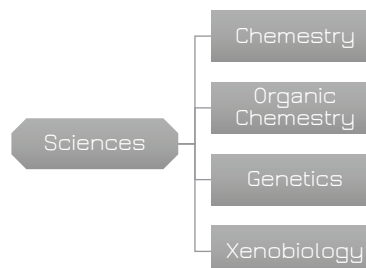 Sciences
Chemestry
Organic
Chemestry
Genetics
Xenobiology